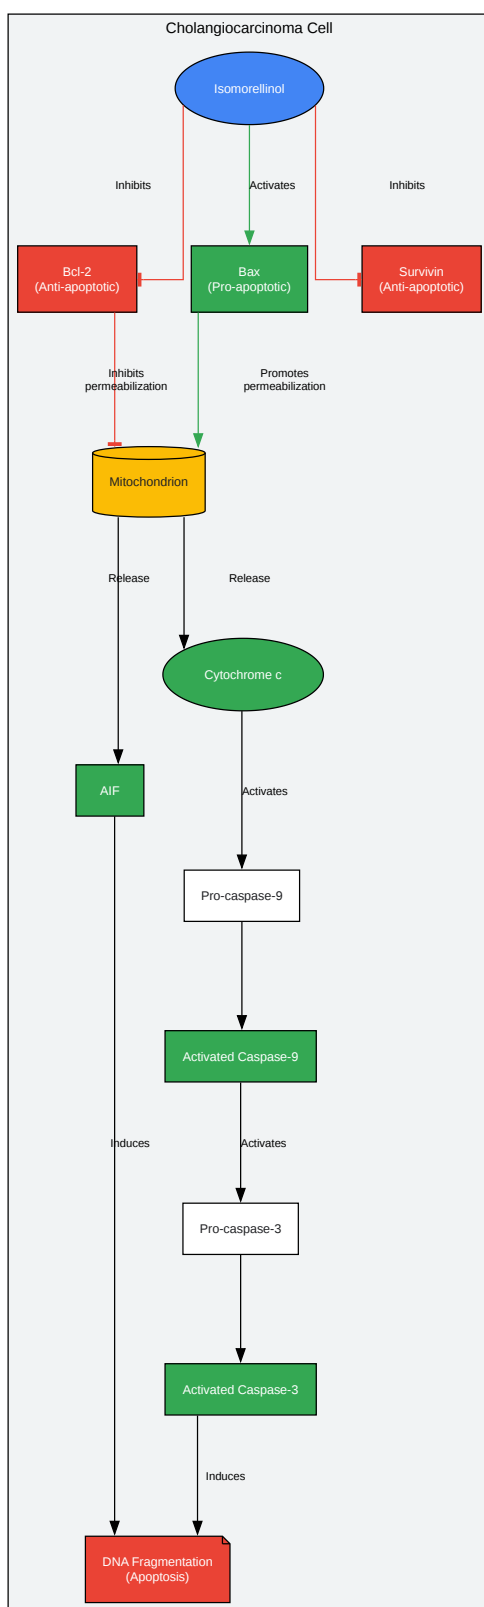 Cholangiocarcinoma Cell
Isomorellinol
Inhibits
Activates
Inhibits
Bcl-2
(Anti-apoptotic)
Bax
(Pro-apoptotic)
Survivin
(Anti-apoptotic)
Inhibits
permeabilization
Promotes
permeabilization
Mitochondrion
Release
Release
Cytochrome c
AIF
Activates
Pro-caspase-9
Activated Caspase-9
Induces
Activates
Pro-caspase-3
Activated Caspase-3
Induces
DNA Fragmentation
(Apoptosis)